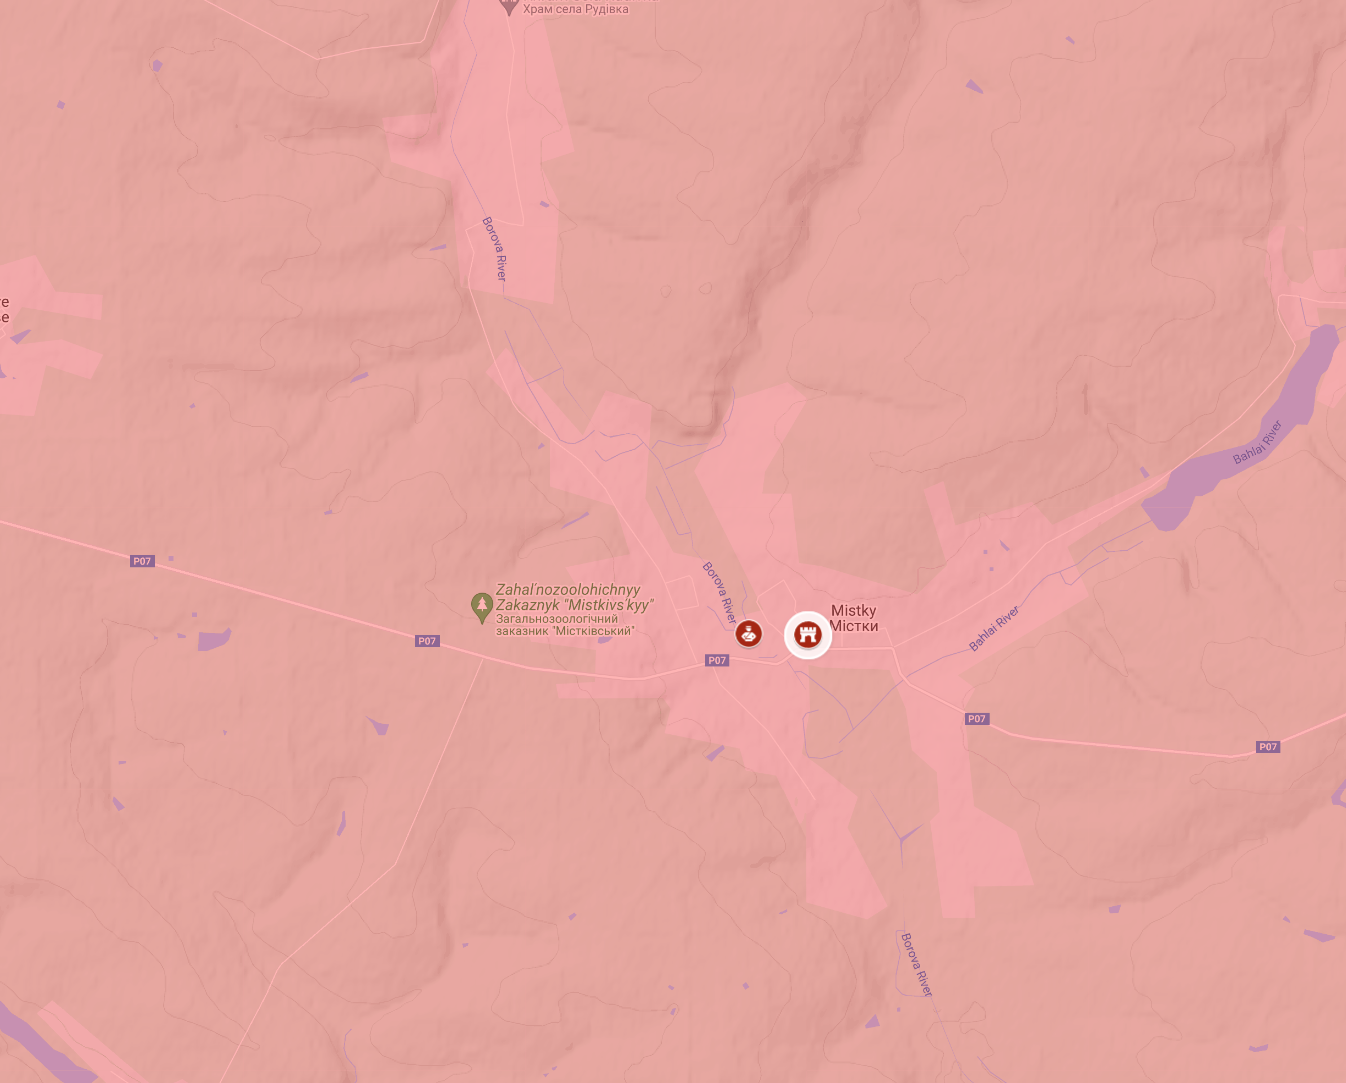 Храм села Рудівка
Borova River
Bahlai River
P07
Zahal'nozoolohichnyy
Zakaznyk "Mistkivs'kyy"
Загальнозоологічний
заказник "Містківський"
P07
Borova River
P07
Mistky
Містки
Bahlai River
P07
P07
Borova River